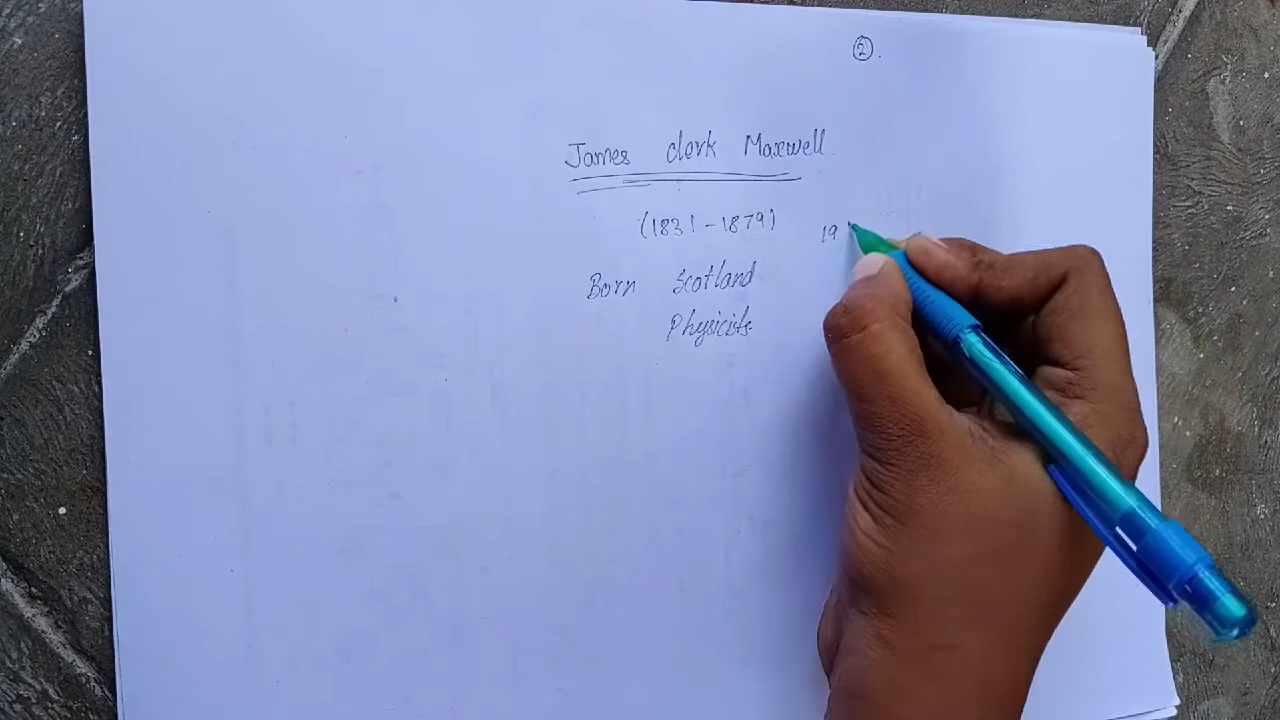 ②.
James clerk Maxwell.
(1831-1879) 19
Born Scotland
Physicists